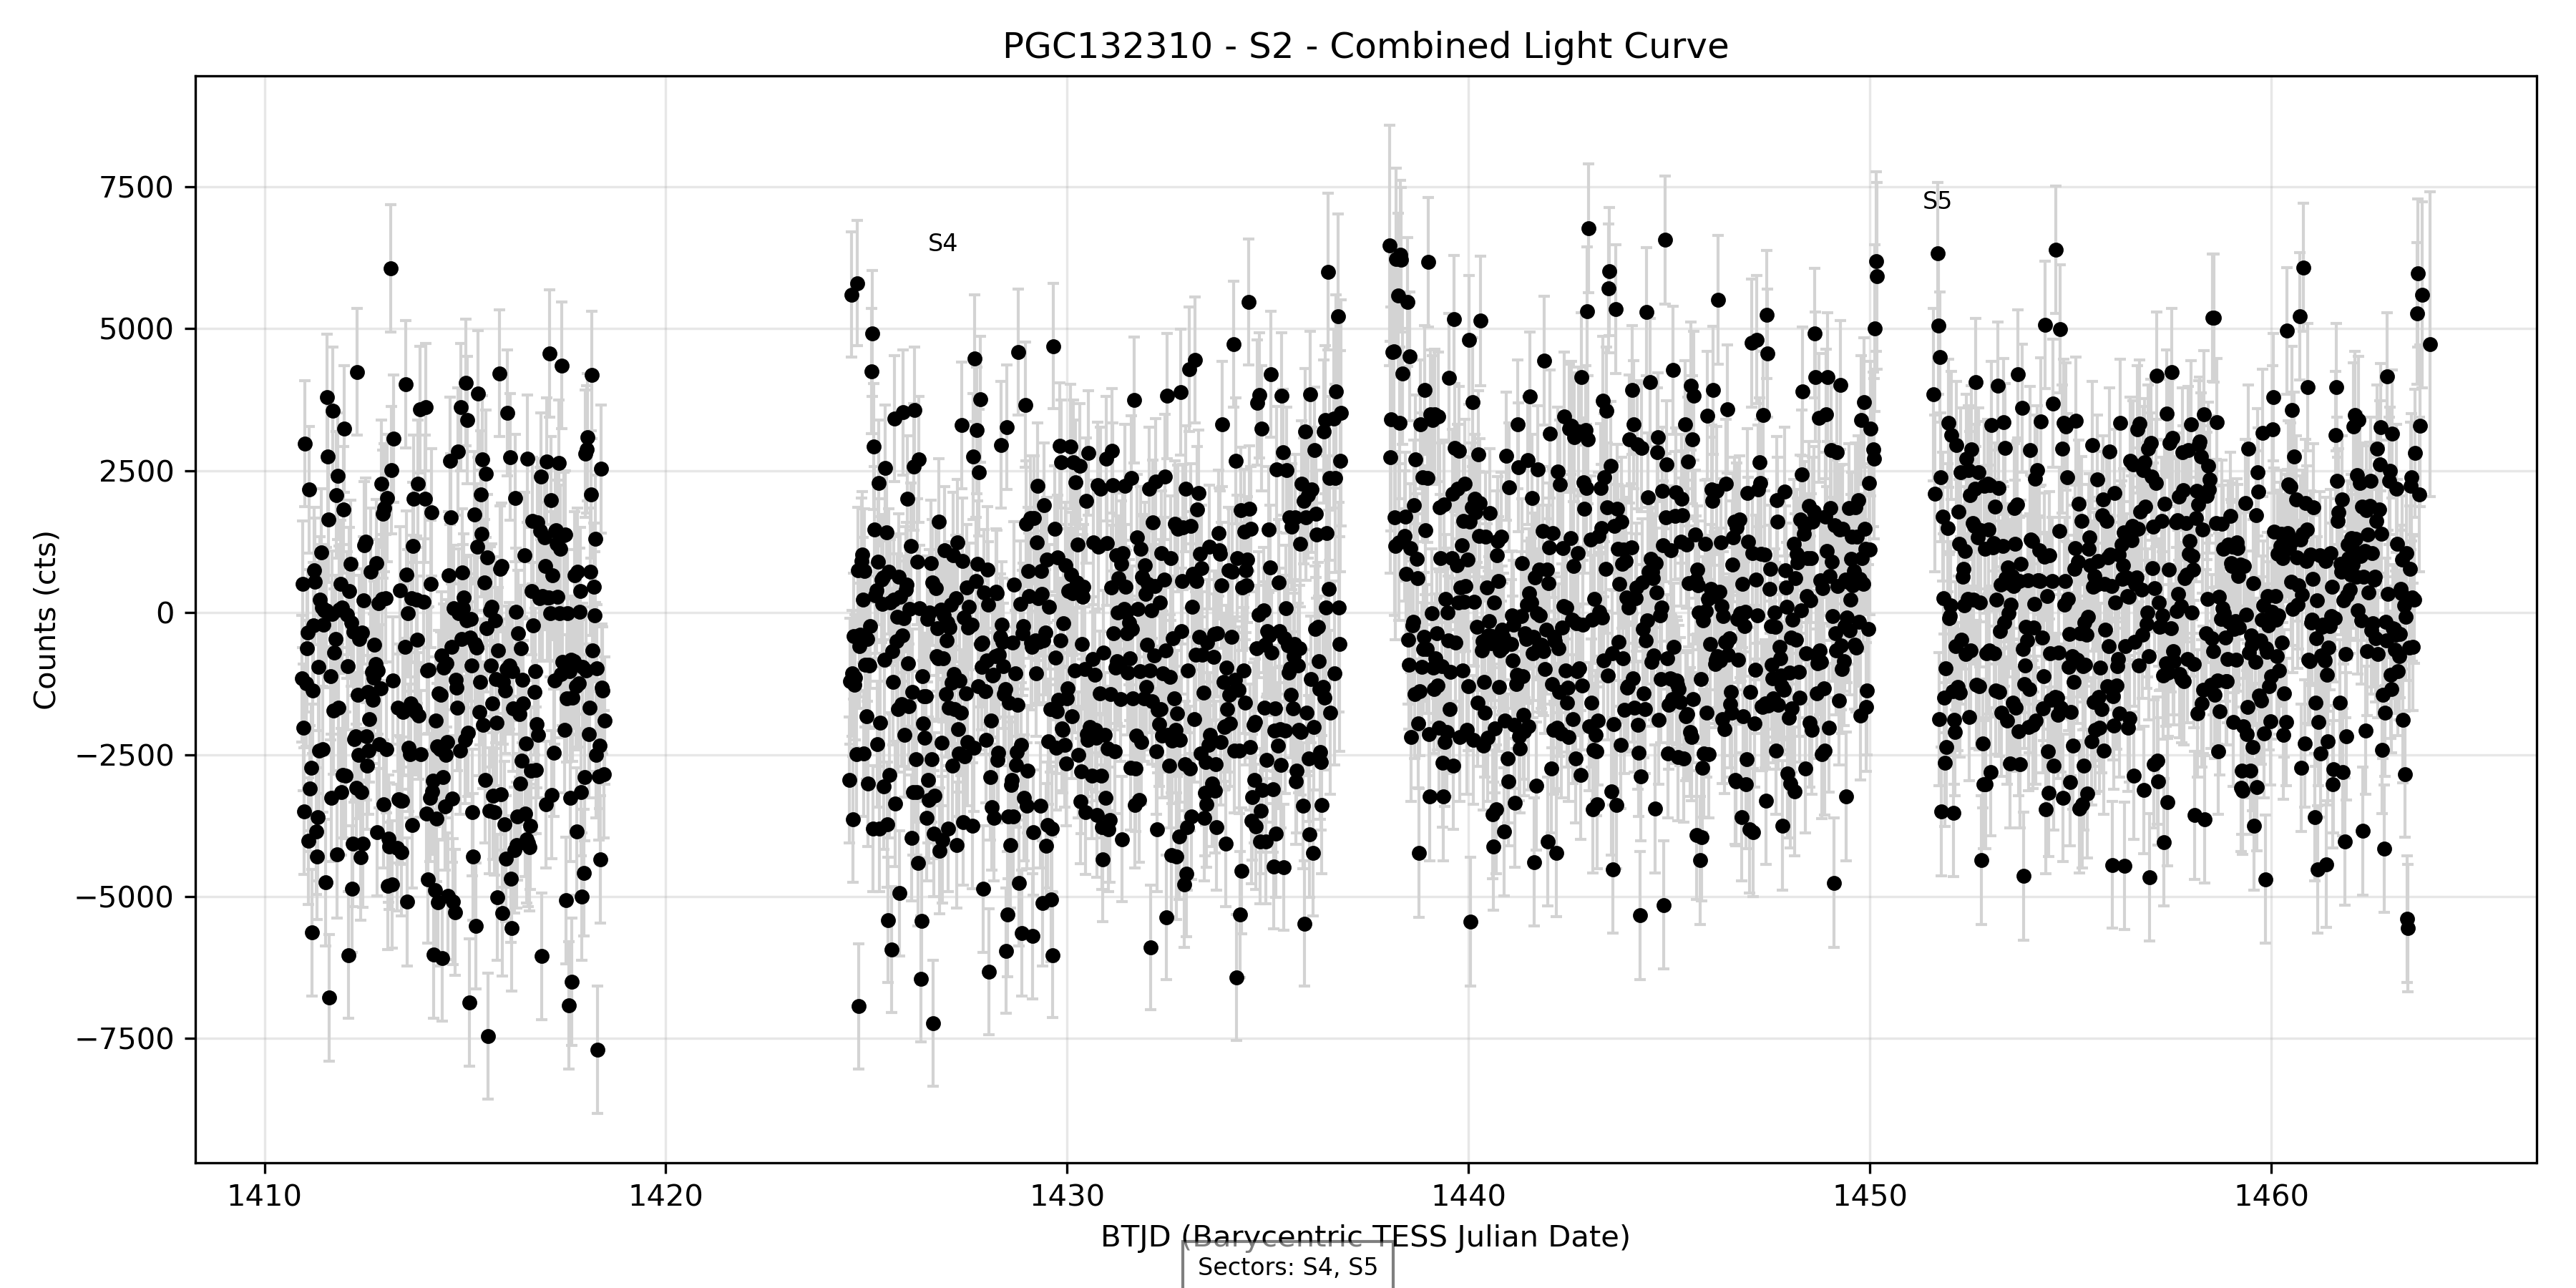 PGC132310 - S2 - Combined Light Curve
Counts (cts)
7500
5000
2500
0
−2500
−5000
−7500
S4
S5
1410
1420
1430
1440
1450
1460
BTJD (Barycentric TESS Julian Date)
Sectors: S4, S5